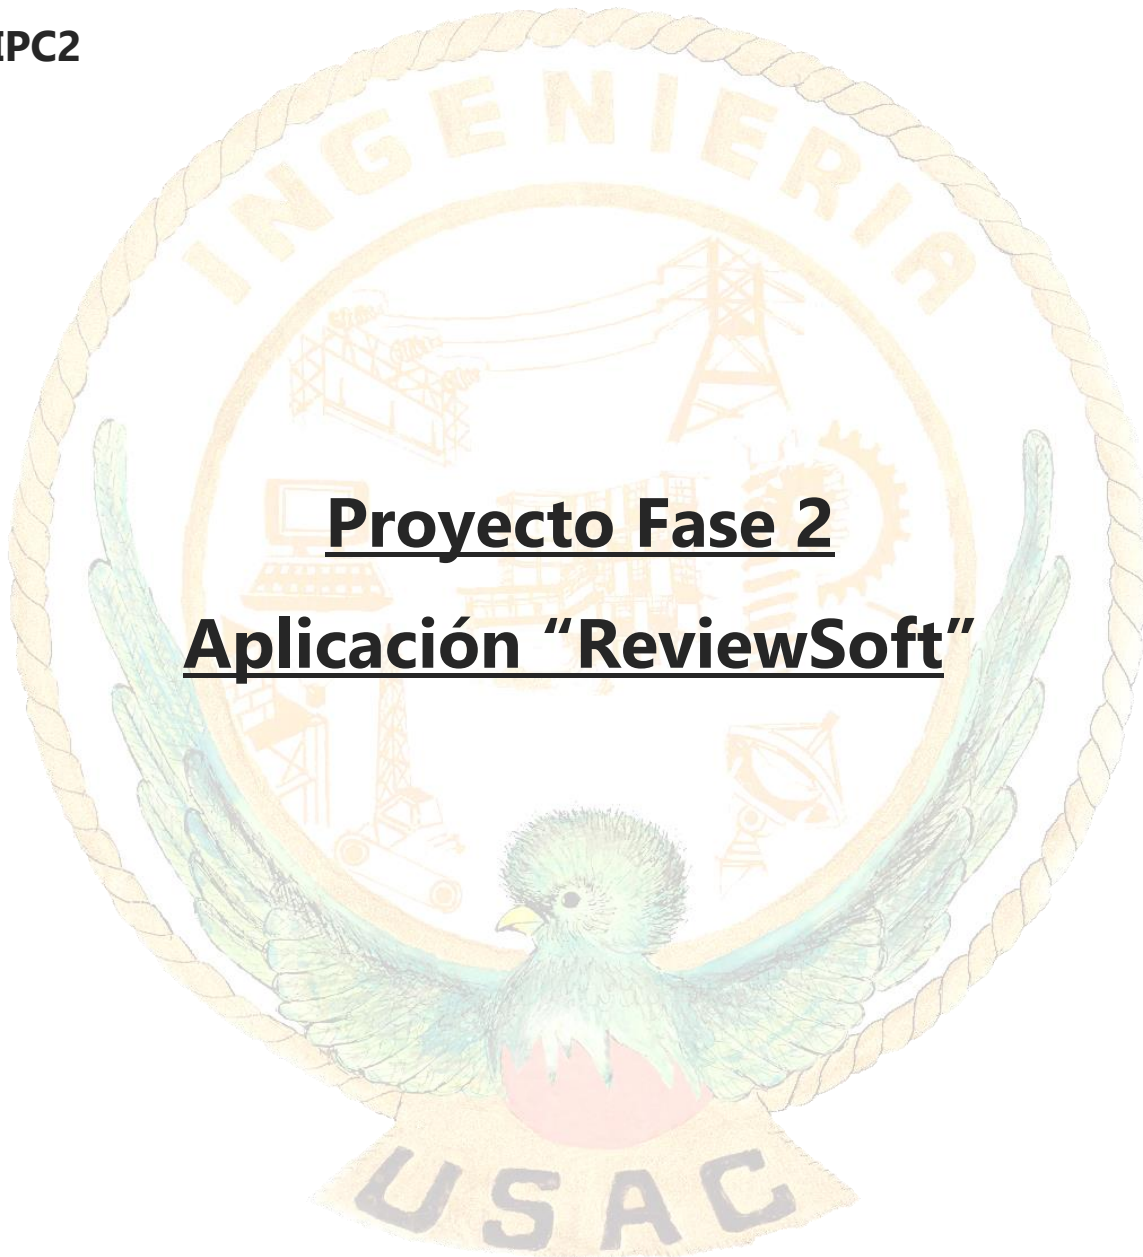 IPC2
INGENIERIA
Proyecto Fase 2
Aplicación “ReviewSoft”
USAC